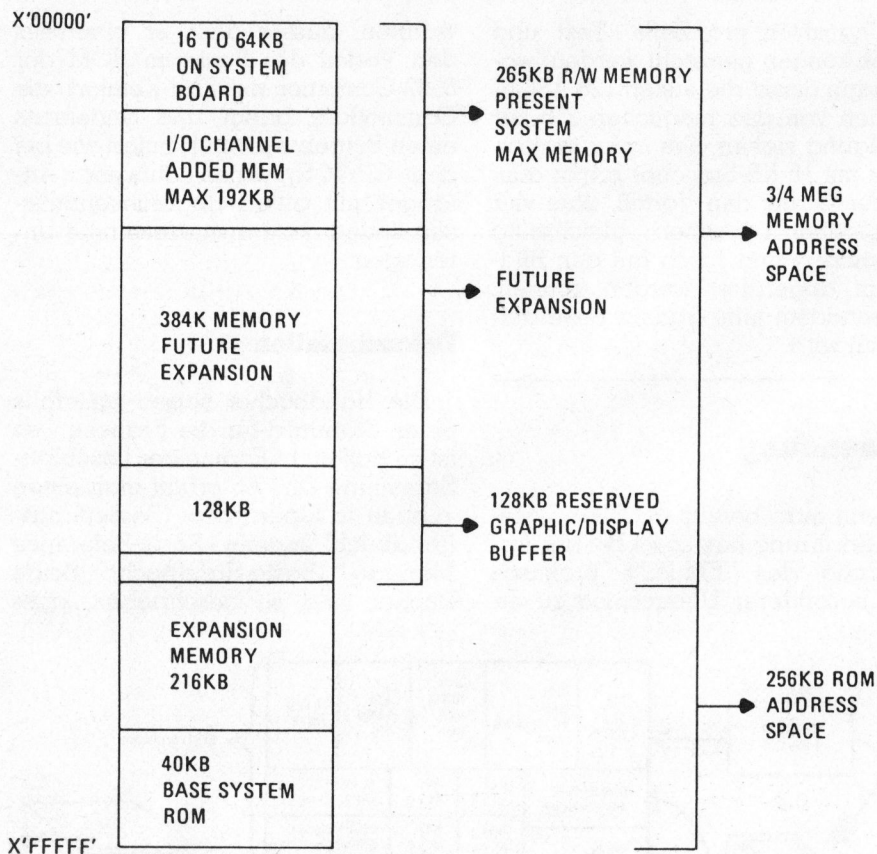 X'00000'
16 TO 64KB
ON SYSTEM
BOARD
I/O CHANNEL
ADDED MEM
MAX 192KB
384K MEMORY
FUTURE
EXPANSION
128KB
EXPANSION
MEMORY
216KB
40KB
BASE SYSTEM
ROM
X'FFFFF'
265KB R/W MEMORY
PRESENT
SYSTEM
MAX MEMORY
FUTURE
EXPANSION
128KB RESERVED
GRAPHIC/DISPLAY
BUFFER
3/4 MEG
MEMORY
ADDRESS
SPACE
256KB ROM
ADDRESS
SPACE